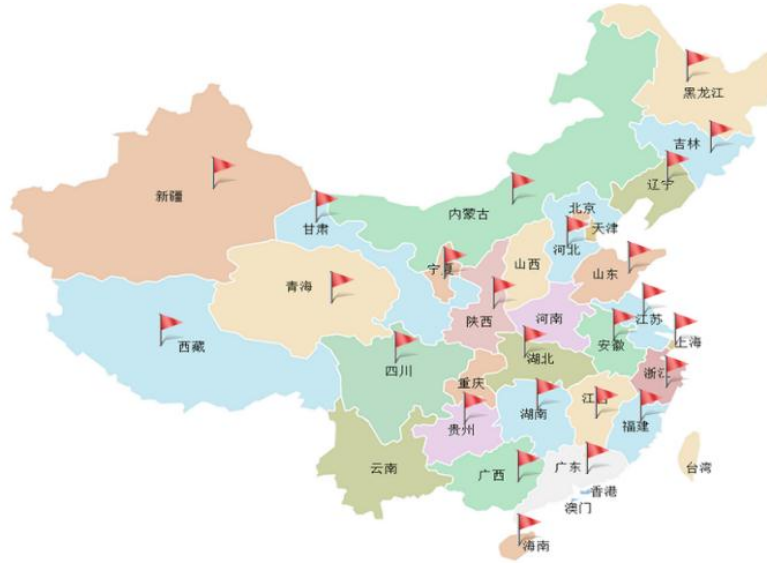 黑龙江
吉林
辽宁
新疆
内蒙古
北京
甘肃
天津
河北
宁夏
山西
山东
青海
陕西
河南
江苏
西藏
安徽
上海
湖北
四川
重庆
浙江
湖南
江西
贵州
福建
云南
广西
广东
台湾
香港
澳门
海南